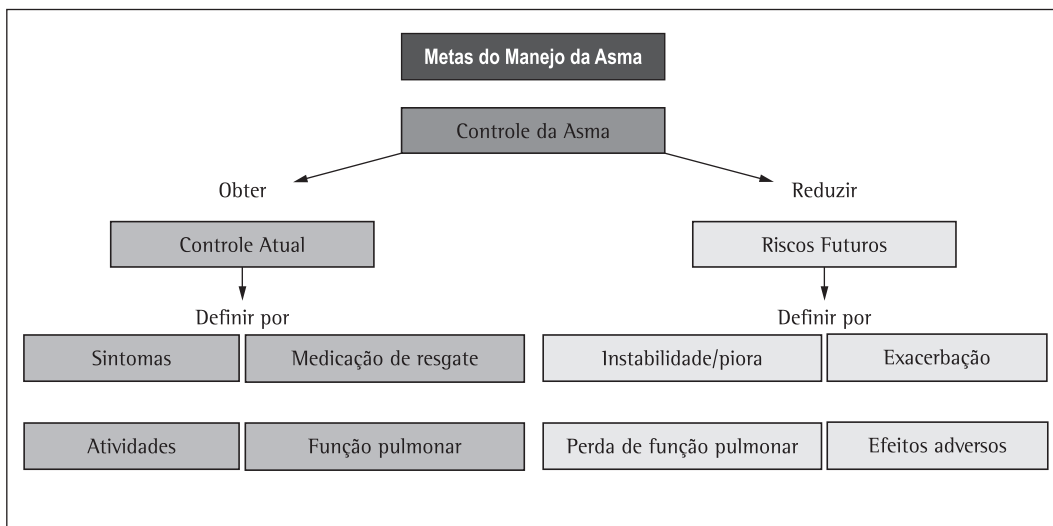 Metas do Manejo da Asma
Controle da Asma
Obter
Reduzir
Controle Atual
Riscos Futuros
Definir por
Definir por
Sintomas
Medicação de resgate
Instabilidade/piora
Exacerbação
Atividades
Função pulmonar
Perda de função pulmonar
Efeitos adversos